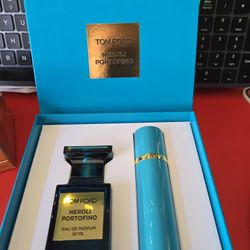 TOM FORD
NEROLI
PORTOFINO
TOM FORD
NEROLI
PORTOFINO
EAU DE PARFUM
50 ML